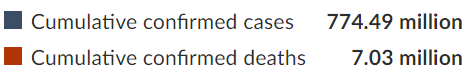 Cumulative confirmed cases 774.49 million
Cumulative confirmed deaths 7.03 million